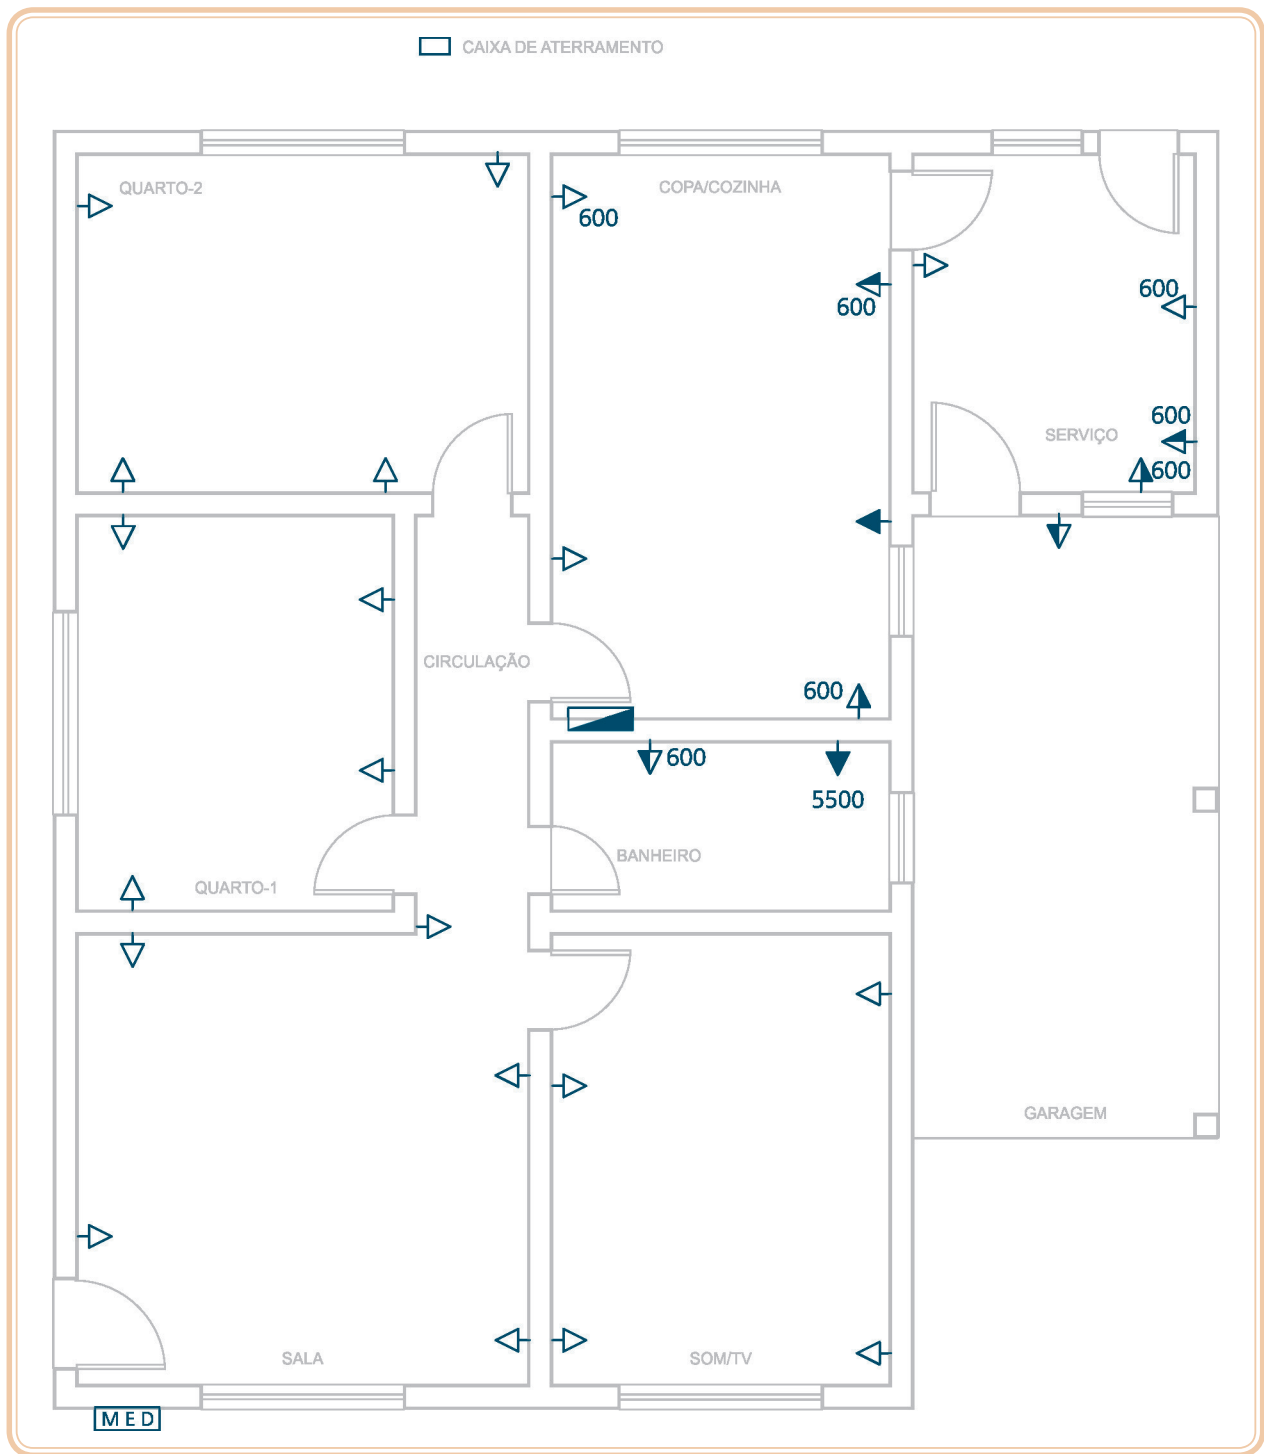 CAIXA DE ATERRAMENTO
QUARTO-2
COPA/COZINHA
600
600
600
600
SERVIÇO
600
CIRCULAÇÃO
600
600
5500
BANHEIRO
QUARTO-1
GARAGEM
SALA
SOM/TV
MED